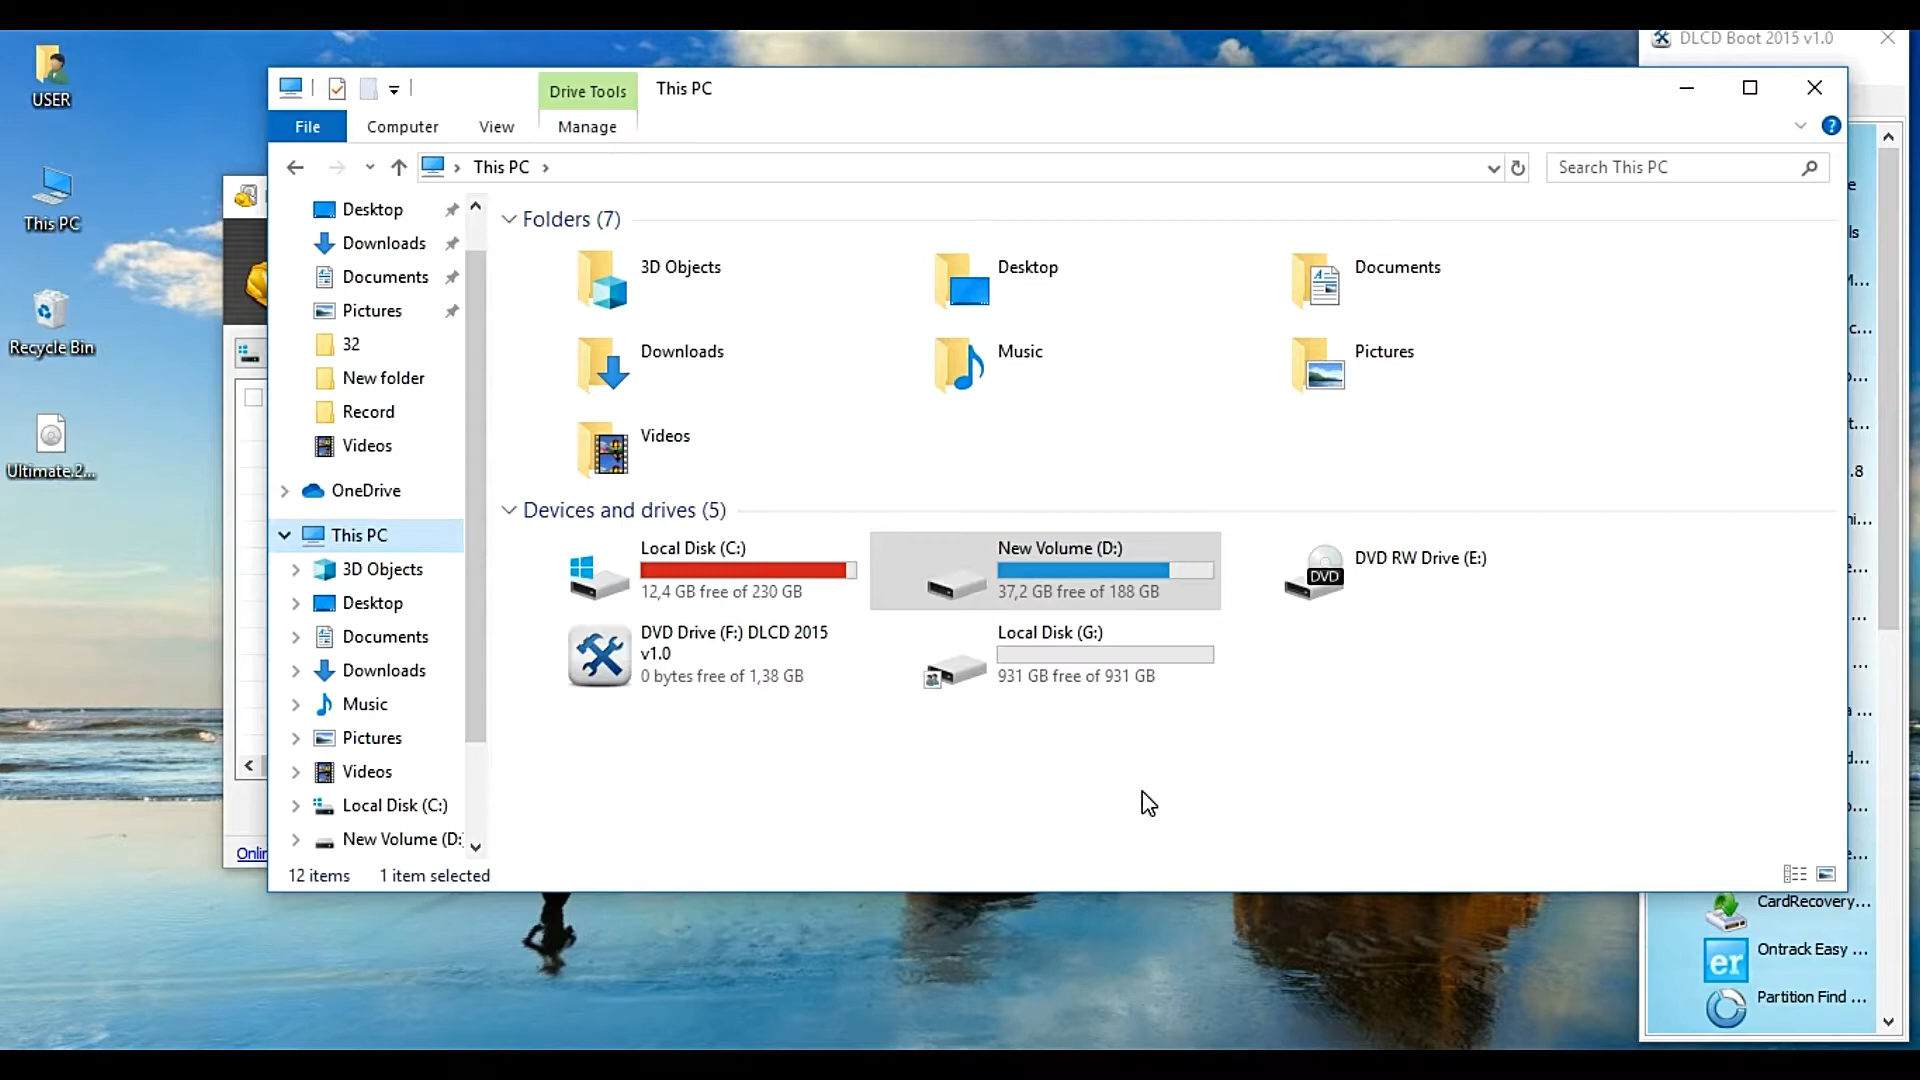 DLCD Boot 2015 v1.0
USER
Drive Tools
This PC
File
Computer
View
Manage
This PC
Search This PC
This PC
Recycle Bin
Ultimate.2...
Desktop
Downloads
Documents
Pictures
32
New folder
Record
Videos
OneDrive
This PC
3D Objects
Desktop
Documents
Downloads
Music
Pictures
Videos
Local Disk (C:)
New Volume (D:
Folders (7)
3D Objects
Desktop
Documents
Downloads
Music
Pictures
Videos
Devices and drives (5)
Local Disk (C:)
12,4 GB free of 230 GB
New Volume (D:)
37,2 GB free of 188 GB
DVD RW Drive (E:)
DVD
DVD Drive (F:) DLCD 2015
v1.0
0 bytes free of 1,38 GB
Local Disk (G:)
931 GB free of 931 GB
12 items
1 item selected
CardRecovery...
er
Ontrack Easy ...
Partition Find ...